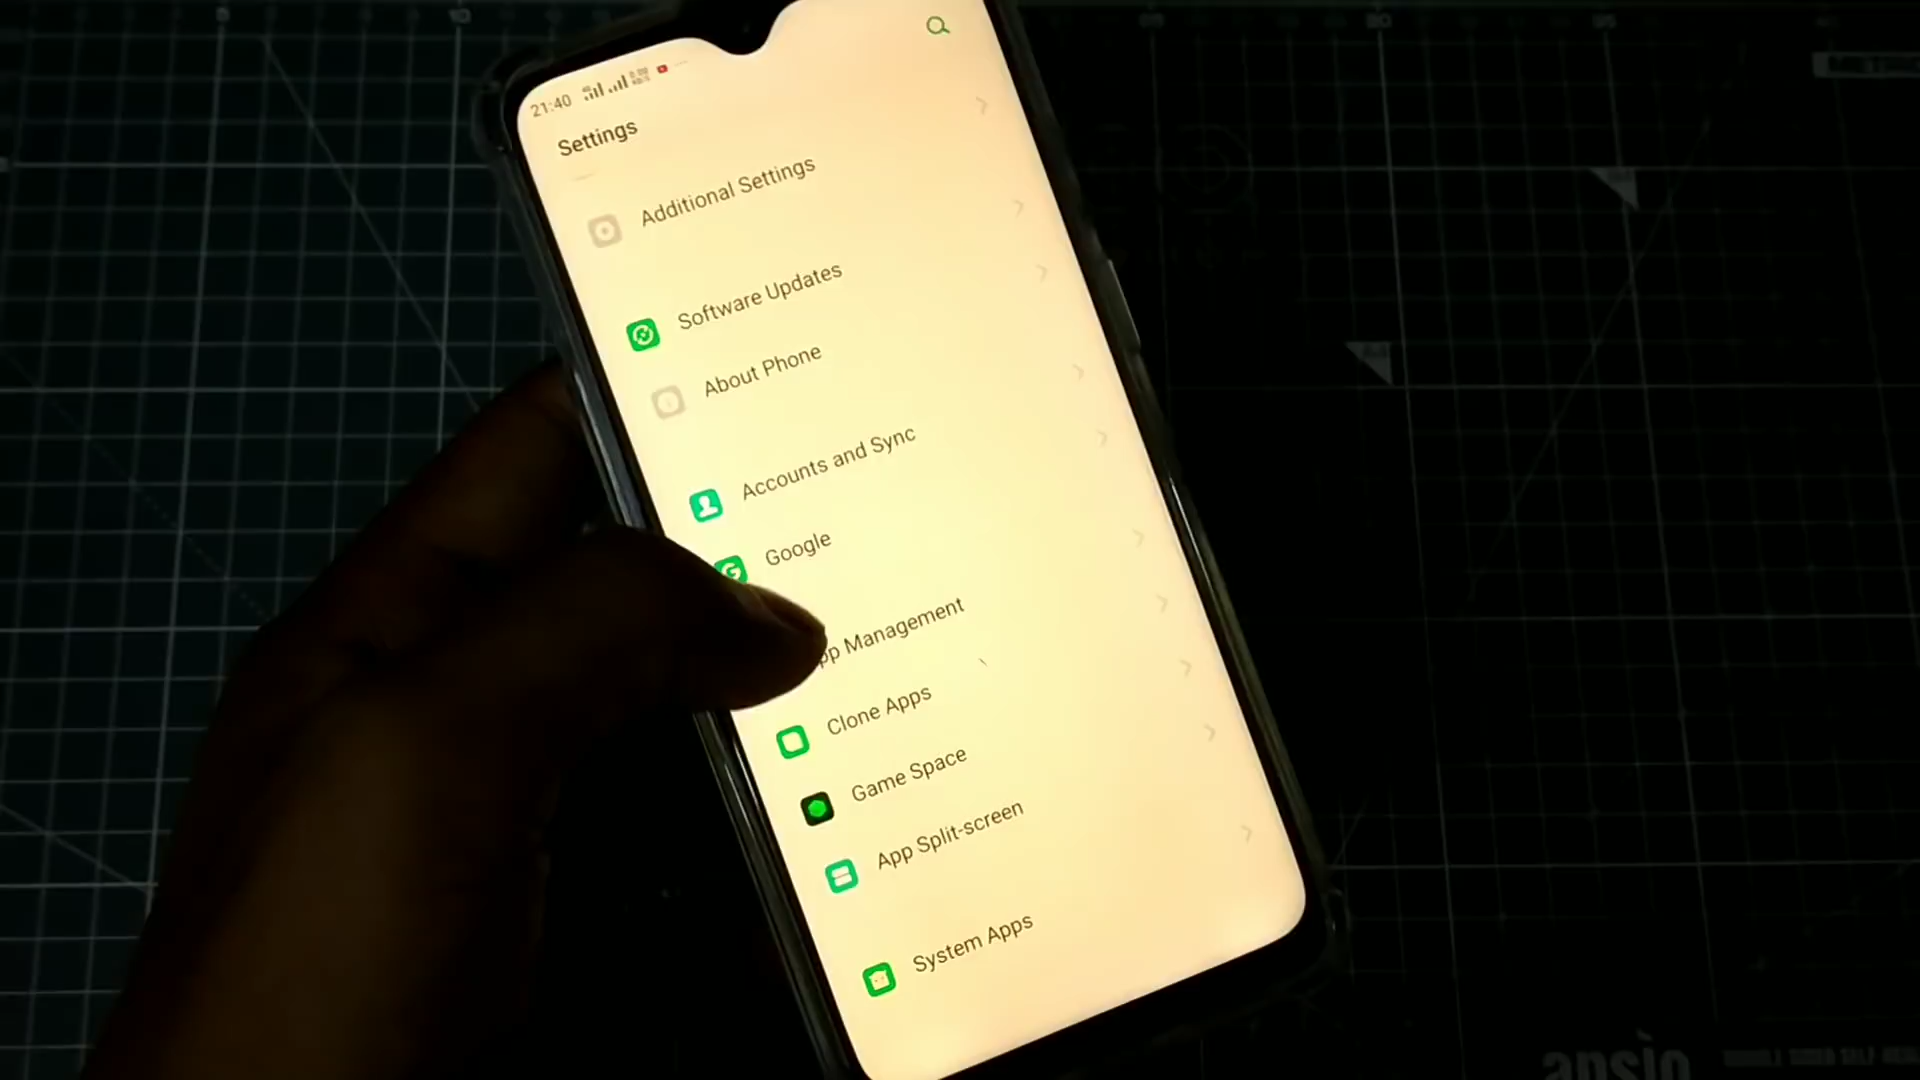 21:40
Settings
Additional Settings
Software Updates
About Phone
Accounts and Sync
Google
pp Management
Clone Apps
Game Space
App Split-screen
System Apps